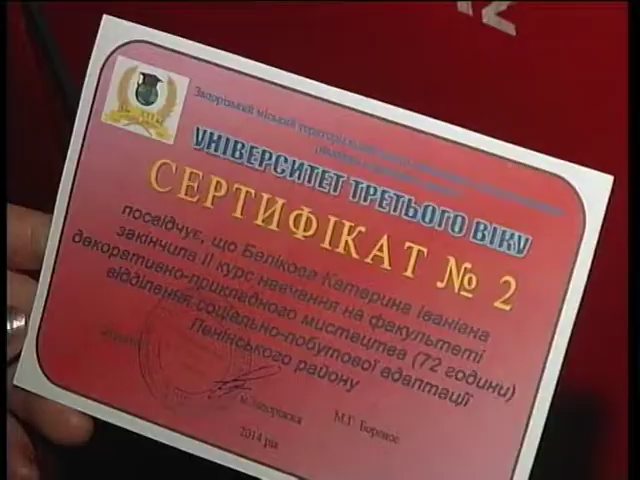 Запорізький міський територіальний
УНІВЕРСИТЕТ ТРЕТЬОГО ВІКУ
СЕРТИФІКАТ № 2
посвідчує, що Бєлікова Катерина Іванівна
закінчила ІІ курс навчання на факультеті
декоративно-прикладного мистецтва (72 години)
відділення соціально-побутової адаптації
Ленінського району
м.Запоріжжя
2014 рік
М.Г.